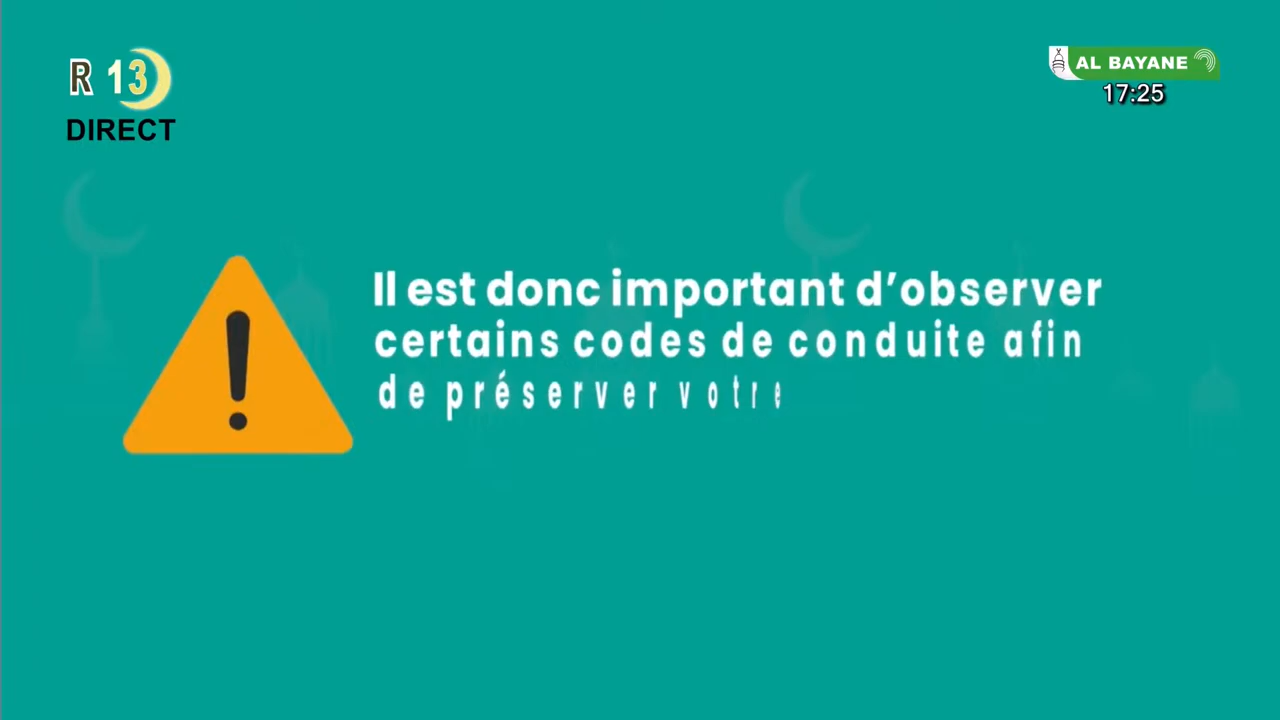 R 13
DIRECT
AL BAYANE
17:25
Il est donc important d’observer
certains codes de conduite afin
de préserver votre